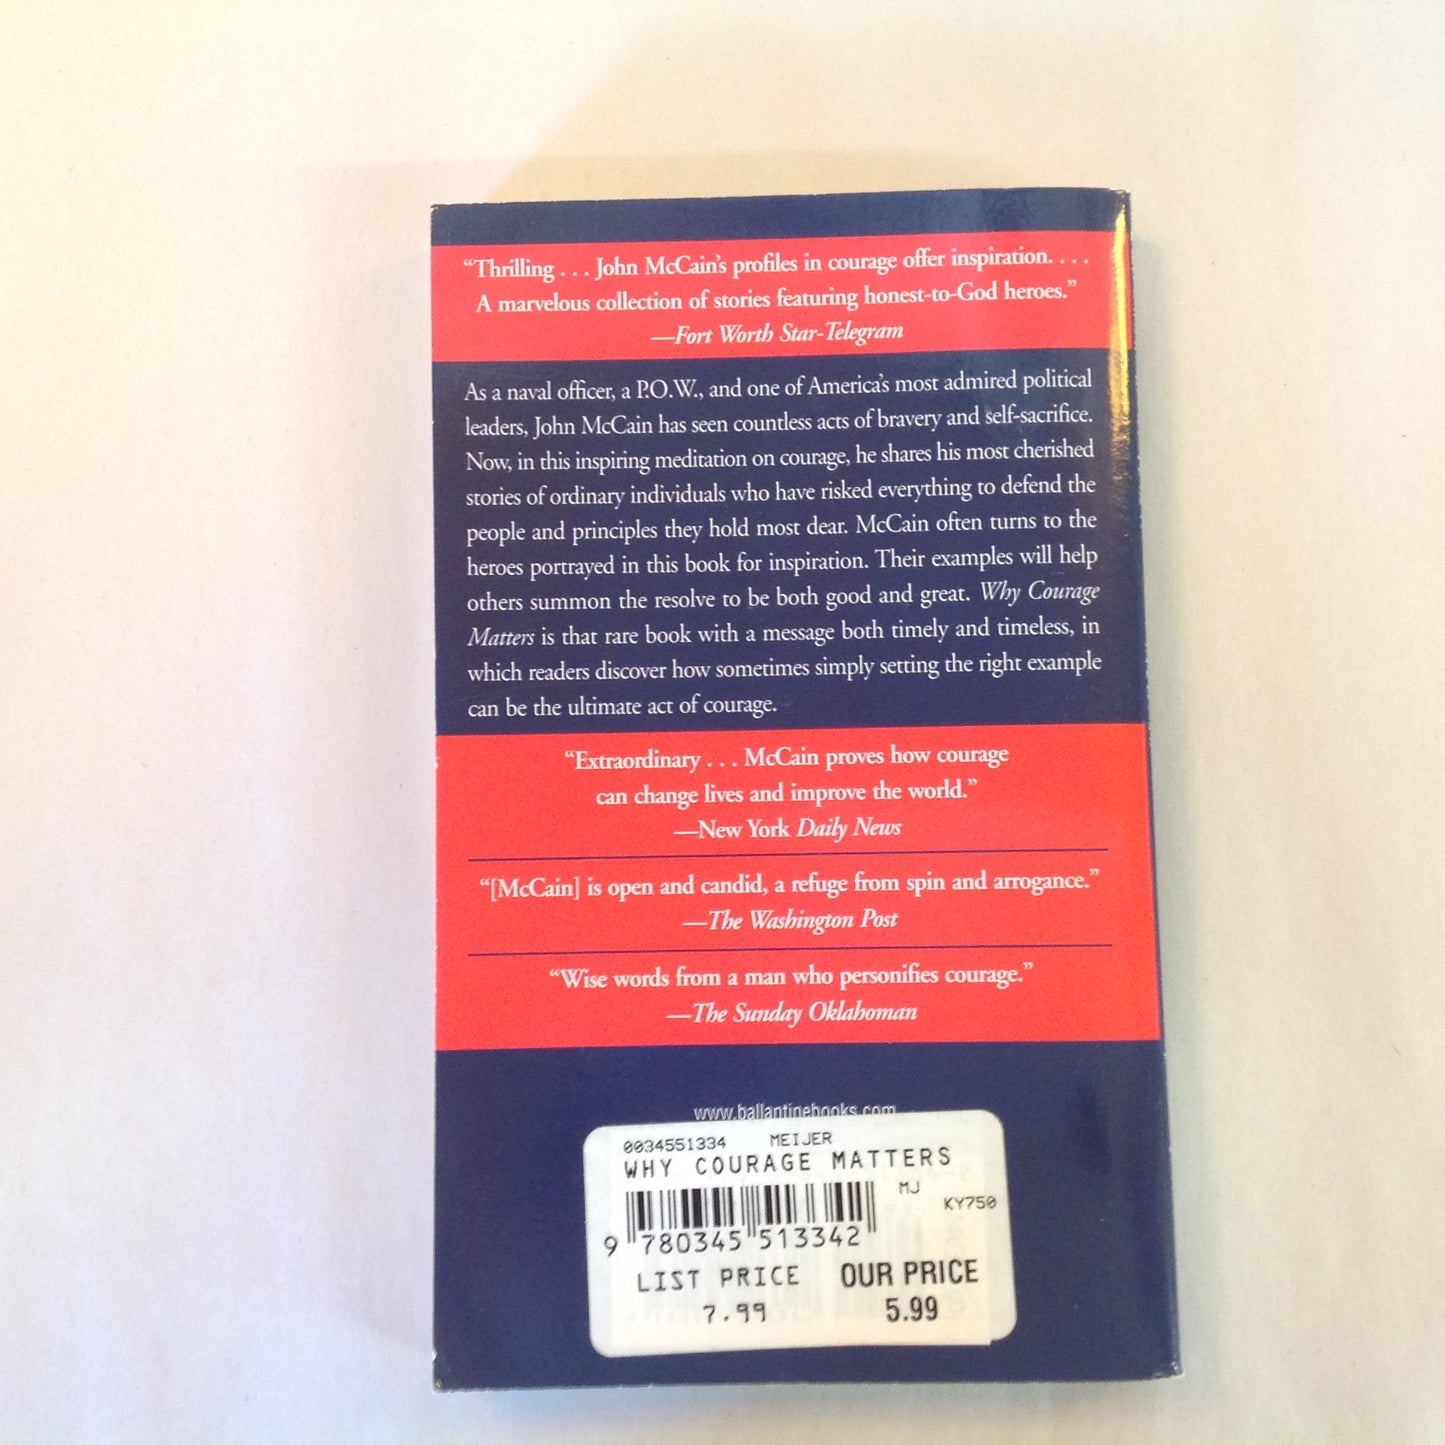 “Thrilling . . . John McCain’s profiles in courage offer inspiration. . . .
A marvelous collection of stories featuring honest-to-God heroes.”
—Fort Worth Star-Telegram
As a naval officer, a P.O.W., and one of America’s most admired political
leaders, John McCain has seen countless acts of bravery and self-sacrifice.
Now, in this inspiring meditation on courage, he shares his most cherished
stories of ordinary individuals who have risked everything to defend the
people and principles they hold most dear. McCain often turns to the
heroes portrayed in this book for inspiration. Their examples will help
others summon the resolve to be both good and great. Why Courage
Matters is that rare book with a message both timely and timeless, in
which readers discover how sometimes simply setting the right example
can be the ultimate act of courage.
“Extraordinary . . . McCain proves how courage
can change lives and improve the world.”
—New York Daily News
“[McCain] is open and candid, a refuge from spin and arrogance.”
—The Washington Post
“Wise words from a man who personifies courage.”
—The Sunday Oklahoman
www.ballantinebooks.com
0034551334 MEIJER
WHY COURAGE MATTERS
MJ
KY750
9 780345 513342
LIST PRICE OUR PRICE
7.99 5.99